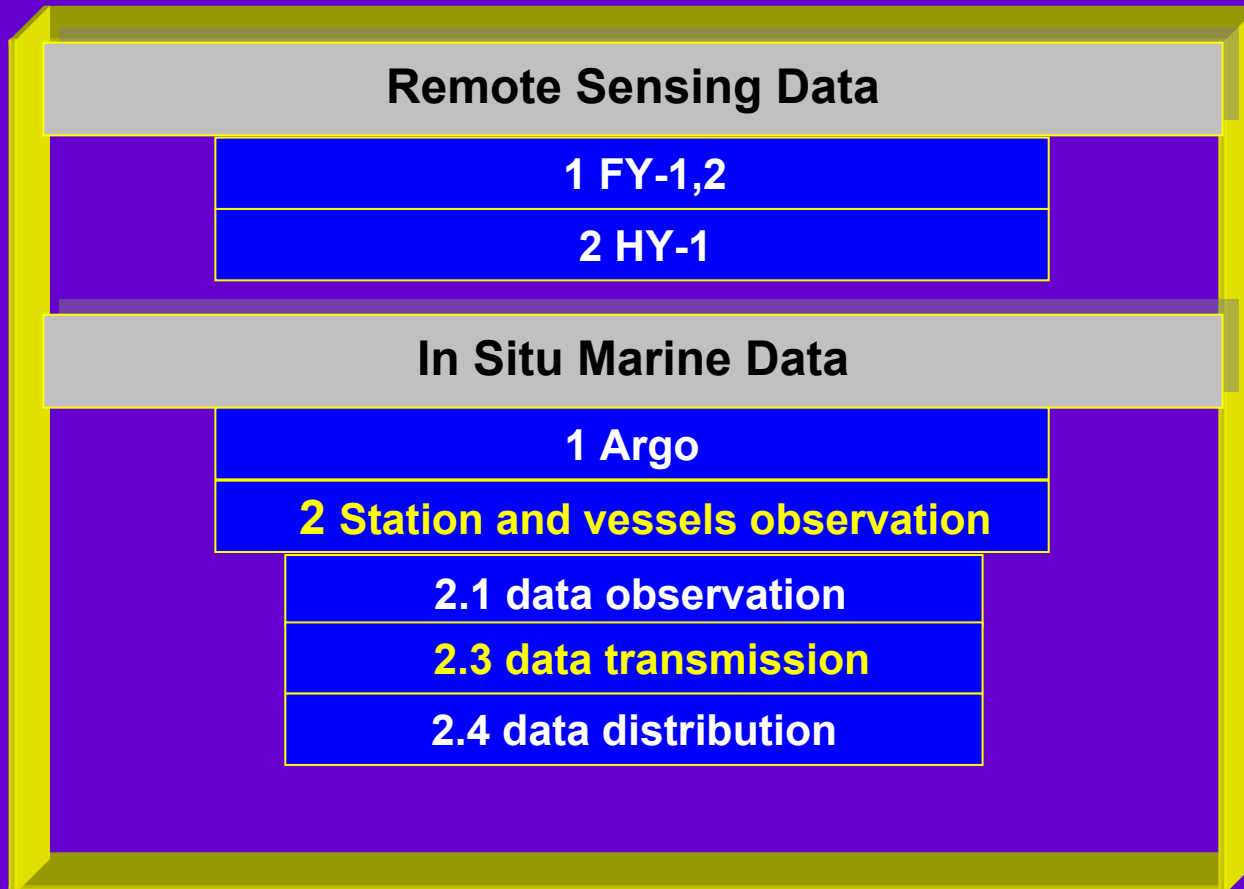 Remote Sensing Data
1 FY-1,2
2 HY-1
In Situ Marine Data
1 Argo
2 Station and vessels observation
2.1 data observation
2.3 data transmission
2.4 data distribution